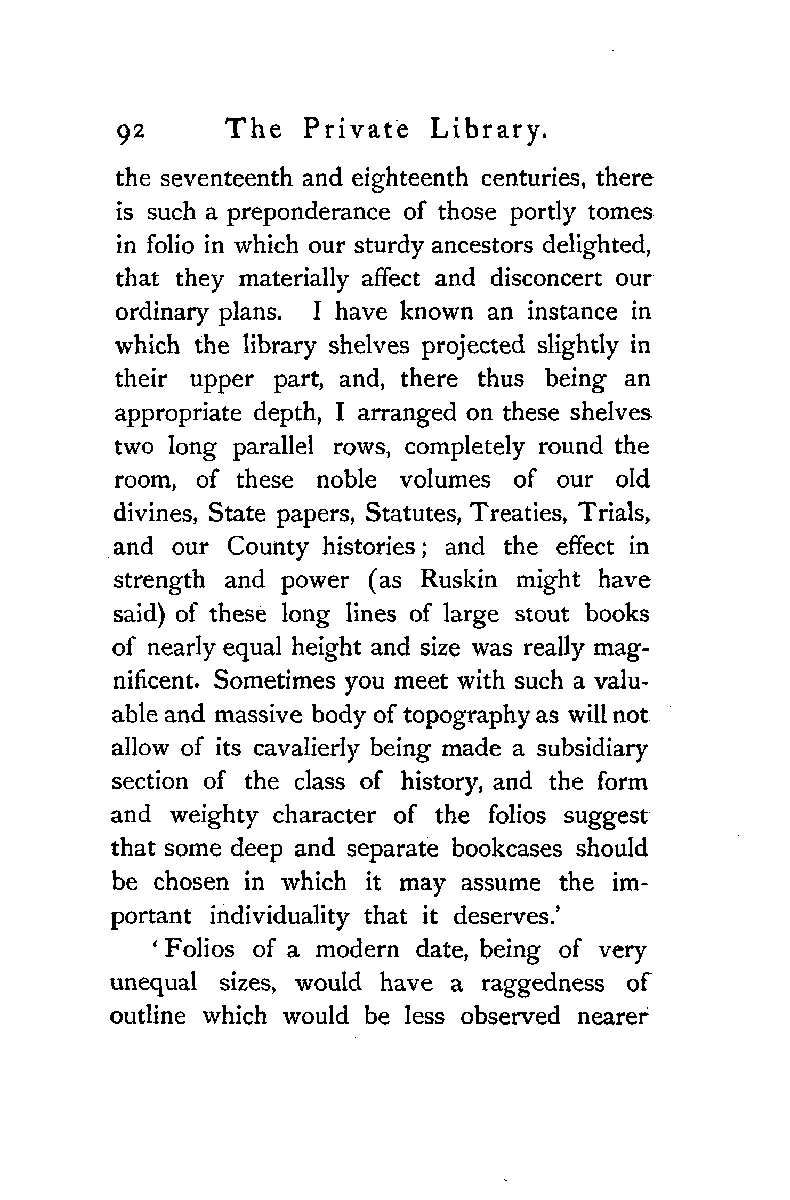 92 The Private Library.
the seventeenth and eighteenth centuries, there
is such a preponderance of those portly tomes
in folio in which our sturdy ancestors delighted,
that they materially affect and disconcert our
ordinary plans. I have known an instance in
which the library shelves projected slightly in
their upper part, and, there thus being an
appropriate depth, I arranged on these shelves
two long parallel rows, completely round the
room, of these noble volumes of our old
divines, State papers, Statutes, Treaties, Trials,
and our County histories; and the effect in
strength and power (as Ruskin might have
said) of these long lines of large stout books
of nearly equal height and size was really mag-
nificent. Sometimes you meet with such a valu-
able and massive body of topography as will not
allow of its cavalierly being made a subsidiary
section of the class of history, and the form
and weighty character of the folios suggest
that some deep and separate bookcases should
be chosen in which it may assume the im-
portant individuality that it deserves.'
'Folios of a modern date, being of very
unequal sizes, would have a raggedness of
outline which would be less observed nearer